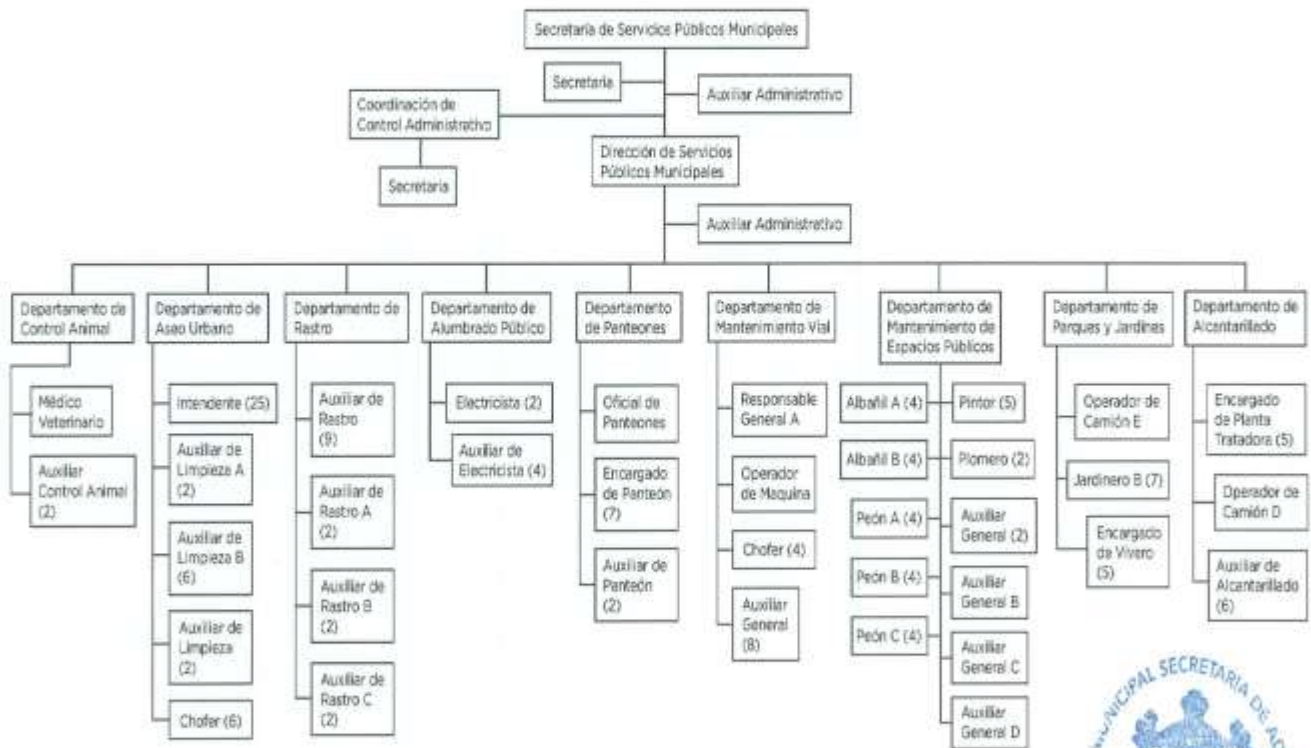 Secretaría de Servicios Públicos Municipales
Secretaria
Auxiliar Administrativo
Coordinación de
Control Administrativo
Secretaria
Dirección de Servicios
Públicos Municipales
Auxiliar Administrativo
Departamento de
Control Animal
Médico
Veterinario
Auxiliar
Control Animal
(2)
Departamento de
Aseo Urbano
Intendente (25)
Auxiliar de
Limpieza A
(2)
Auxiliar de
Limpieza B
(6)
Auxiliar de
Limpieza
(2)
Chofer (6)
Departamento de
Rastro
Auxiliar de
Rastro
(9)
Auxiliar de
Rastro A
(2)
Auxiliar de
Rastro B
(2)
Auxiliar de
Rastro C
(2)
Departamento de
Alumbrado Público
Electricista (2)
Auxiliar de
Electricista (4)
Departamento
de Panteones
Oficial de
Panteones
Encargado
de Panteón
(7)
Auxiliar de
Panteón
(2)
Departamento de
Mantenimiento Vial
Responsable
General A
Operador
de Maquina
Chofer (4)
Auxiliar
General
(8)
Departamento de
Mantenimiento de
Espacios Públicos
Albañil A (4)
Pintor (5)
Albañil B (4)
Plomero (2)
Peón A (4)
Auxiliar
General (2)
Peón B (4)
Auxiliar
General B
Peón C (4)
Auxiliar
General C
Auxiliar
General D
Departamento de
Parques y Jardines
Operador de
Camión E
Jardinero B (7)
Encargado
de Vivero
(5)
Departamento de
Alcantarillado
Encargado
de Planta
Tratadora (5)
Operador de
Camión D
Auxiliar de
Alcantarillado
(6)
SECRETARIA DE